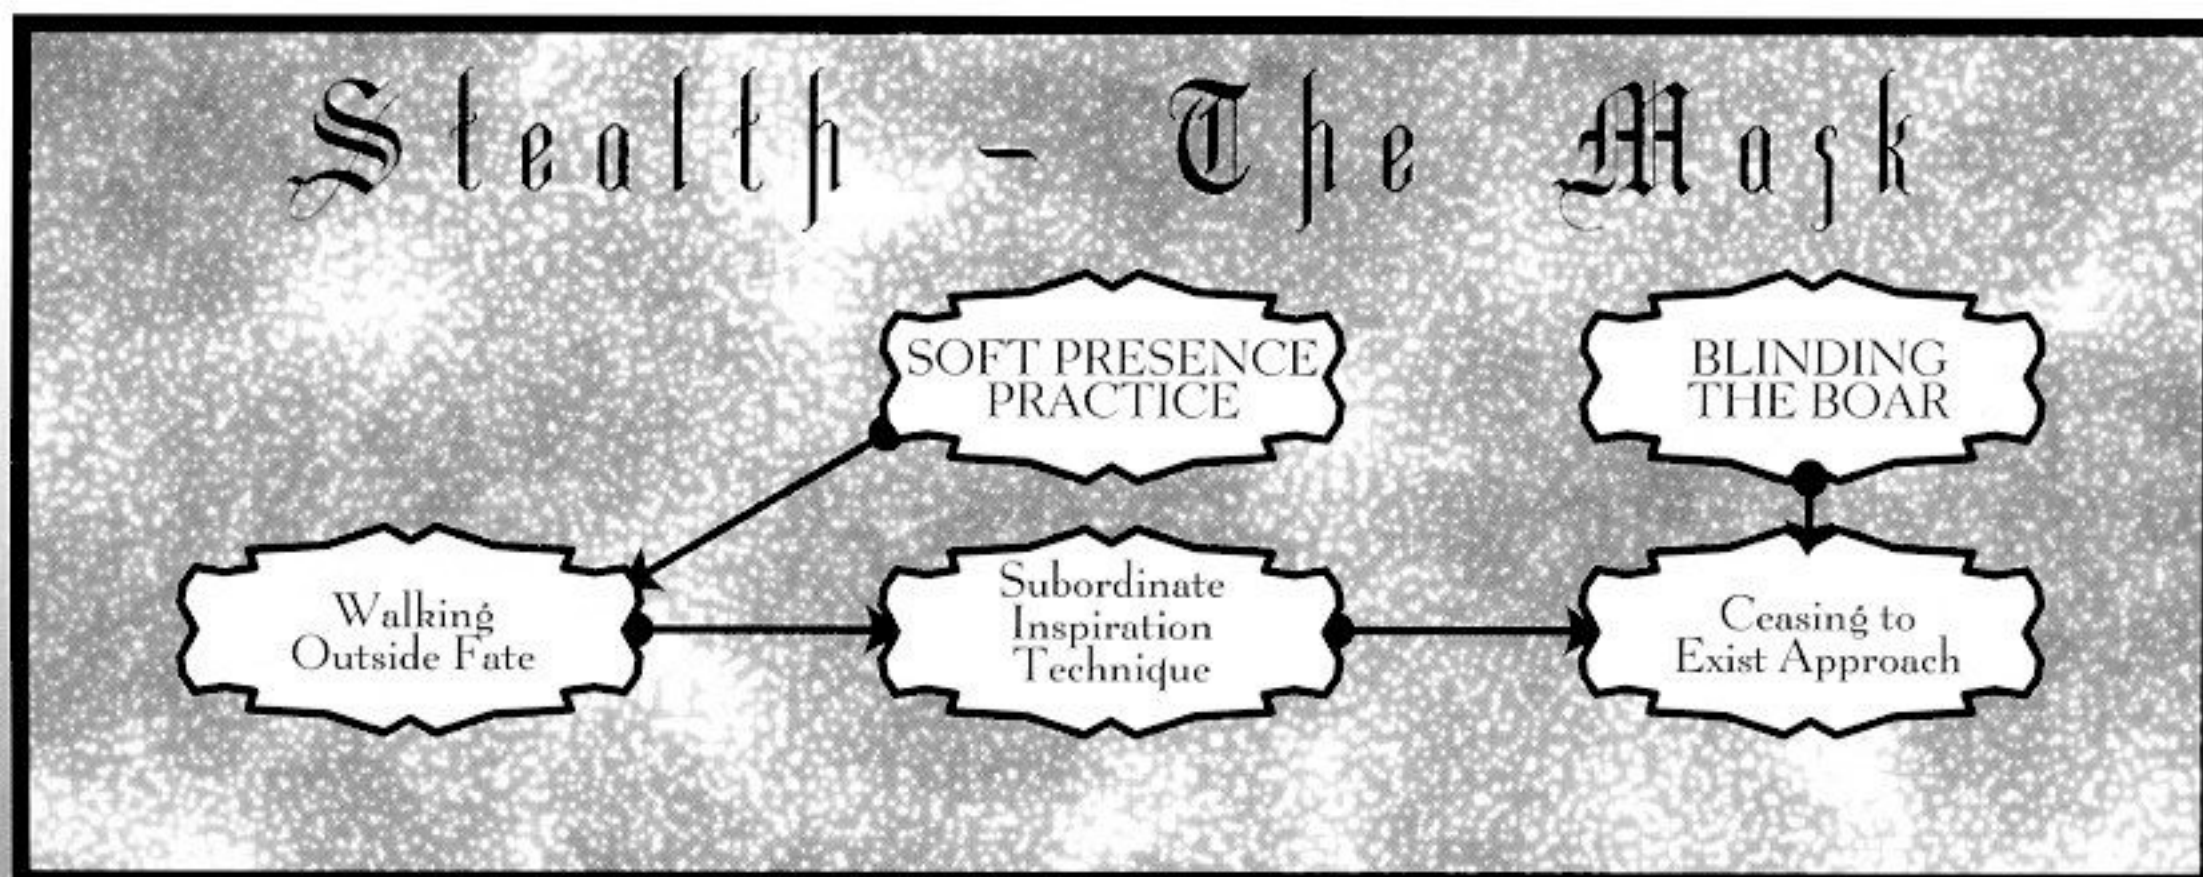 Stealth – The Mask
SOFT PRESENCE
PRACTICE
BLINDING
THE BOAR
Walking
Outside Fate
Subordinate
Inspiration
Technique
Ceasing to
Exist Approach